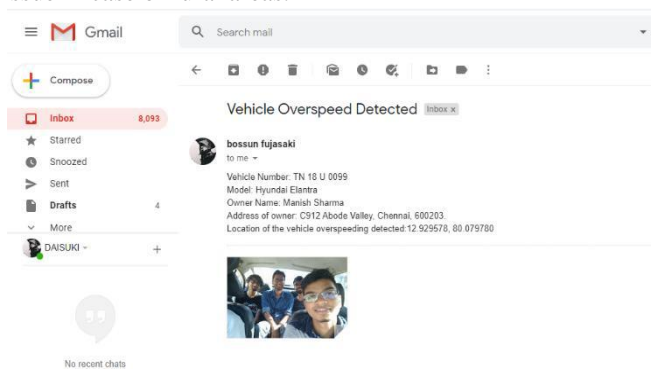 Gmail
Search mail
Compose
Vehicle Overspeed Detected Inbox x
Inbox 8,093
bossun fujasaki
Starred
to me
Snoozed
Vehicle Number: TN 18 U 0099
Sent
Model: Hyundai Elantra
Owner Name: Manish Sharma
Drafts 4
Address of owner: C912 Abode Valley, Chennai, 600203.
More
Location of the vehicle overspeeding detected:12.929578, 80.079780
DAISUKI
No recent chats